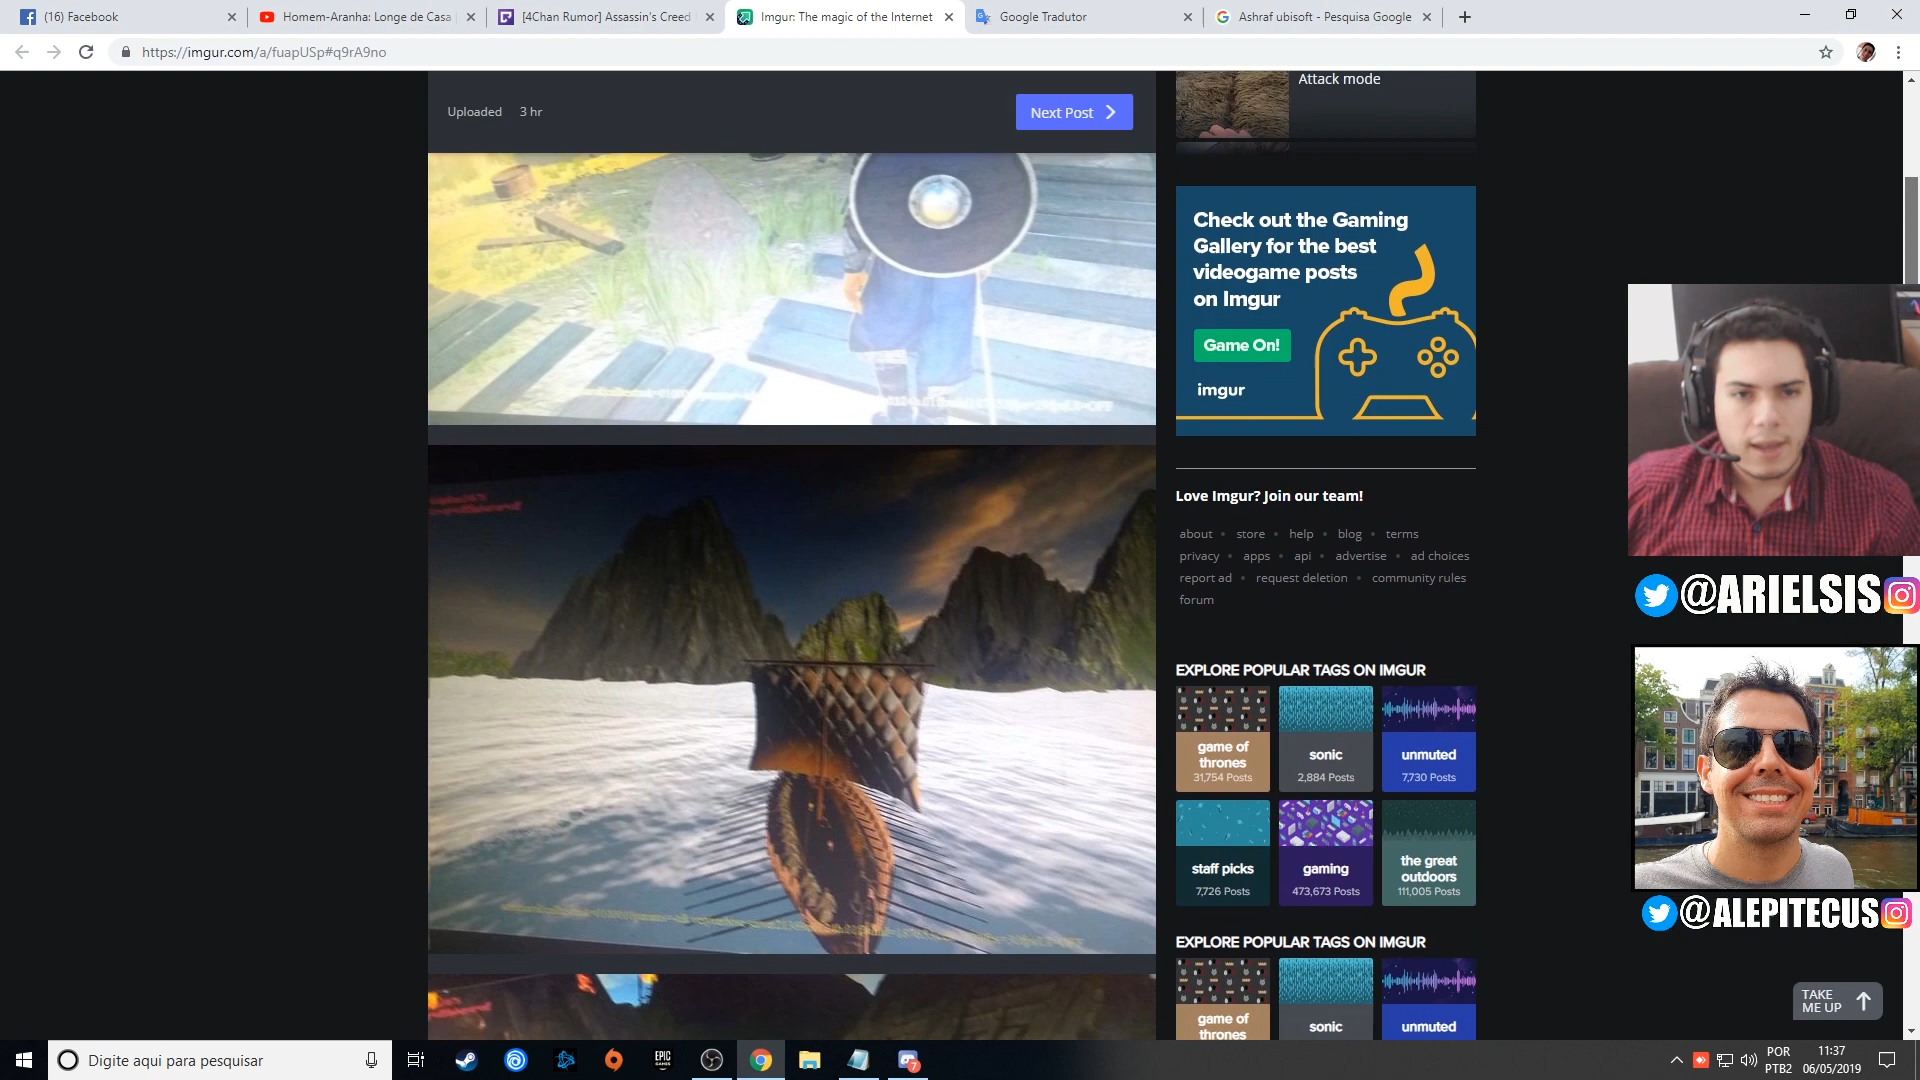 (16) Facebook
Homem-Aranha: Longe de Casa
[4Chan Rumor] Assassin's Creed
Imgur: The magic of the Internet
Google Tradutor
Ashraf ubisoft - Pesquisa Google
https://imgur.com/a/fuapUSp#q9rA9no
Uploaded 3 hr
Next Post
Attack mode
Check out the Gaming
Gallery for the best
videogame posts
on Imgur
Game On!
imgur
Love Imgur? Join our team!
about • store • help • blog • terms
privacy • apps • api • advertise • ad choices
report ad • request deletion • community rules
forum
EXPLORE POPULAR TAGS ON IMGUR
game of
thrones
31,754 Posts
sonic
2,884 Posts
unmuted
7,730 Posts
staff picks
7,726 Posts
gaming
473,673 Posts
the great
outdoors
111,005 Posts
EXPLORE POPULAR TAGS ON IMGUR
game of
thrones
sonic
unmuted
@ARIELSIS
@ALEPITECUS
TAKE
ME UP
Digite aqui para pesquisar
EPIC
GAMES
7
POR
PTB2
11:37
06/05/2019